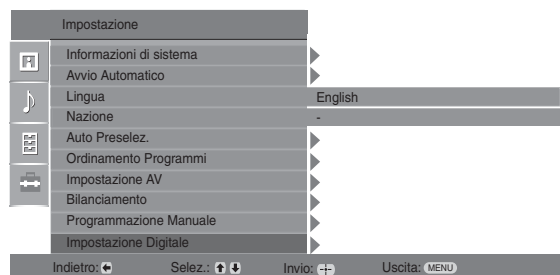 Impostazione
Informazioni di sistema
Avvio Automatico
Lingua English
Nazione -
Auto Preselez.
Ordinamento Programmi
Impostazione AV
Bilanciamento
Programmazione Manuale
Impostazione Digitale
Indietro: Selez.: Invio: Uscita: MENU